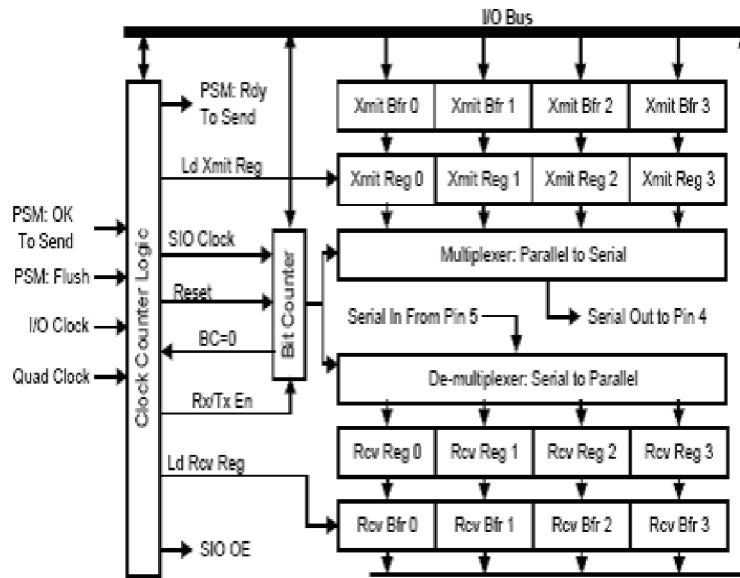 I/O Bus
PSM: Rdy
To Send
Xmit Bfr 0
Xmit Bfr 1
Xmit Bfr 2
Xmit Bfr 3
Ld Xmit Reg
Xmit Reg 0
Xmit Reg 1
Xmit Reg 2
Xmit Reg 3
PSM: OK
To Send
SIO Clock
Multiplexer: Parallel to Serial
PSM: Flush
Clock Counter Logic
Reset
Bit Counter
Serial In From Pin 5
Serial Out to Pin 4
I/O Clock
BC=0
Quad Clock
De-multiplexer: Serial to Parallel
Rx/Tx En
Rcv Reg 0
Rcv Reg 1
Rcv Reg 2
Rcv Reg 3
Ld Rcv Reg
Rcv Bfr 0
Rcv Bfr 1
Rcv Bfr 2
Rcv Bfr 3
SIO OE